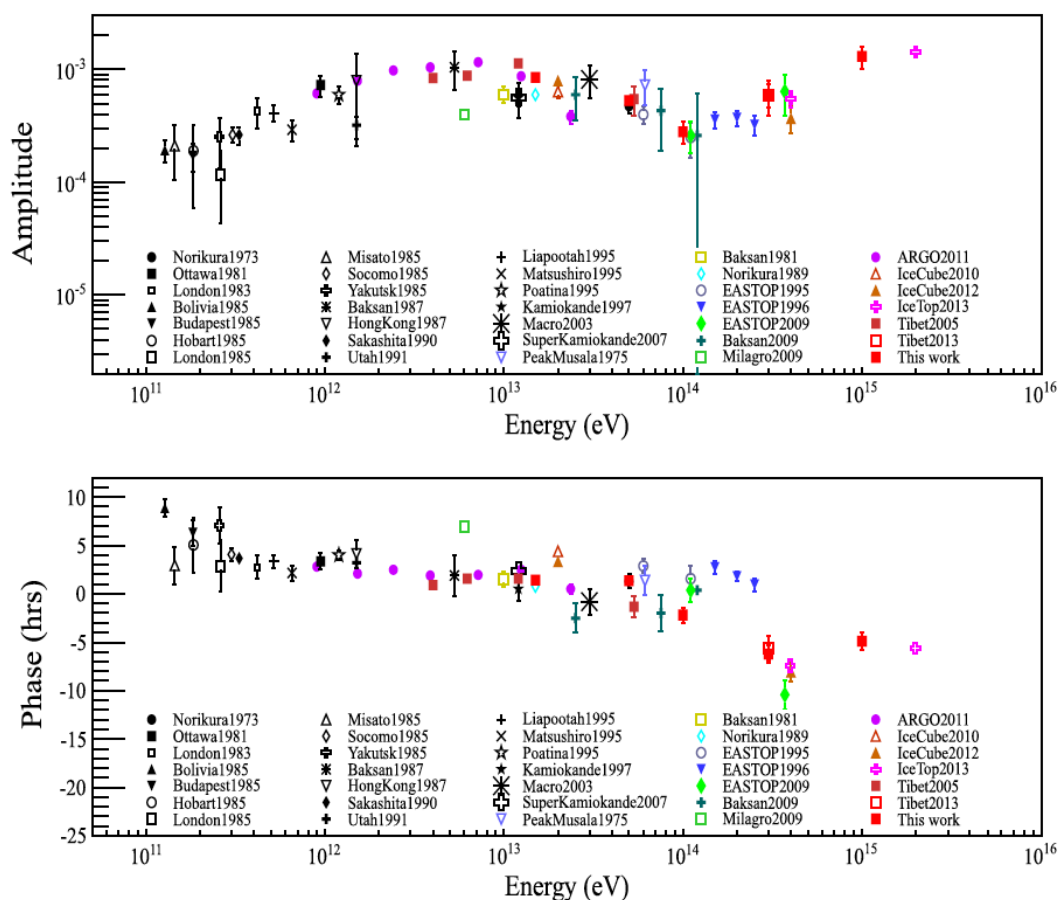 Amplitude
10⁻³
10⁻⁴
10⁻⁵
Norikura1973 Misato1985 Liapootah1995 Baksan1981 ARGO2011
Ottawa1981 Socomo1985 Matsushiro1995 Norikura1989 IceCube2010
London1983 Yakutsk1985 Poatina1995 EASTOP1995 IceCube2012
Bolivia1985 Baksan1987 Kamiokande1997 EASTOP1996 IceTop2013
Budapest1985 HongKong1987 Macro2003 EASTOP2009 Tibet2005
Hobart1985 Sakashita1990 SuperKamiokande2007 Baksan2009 Tibet2013
London1985 Utah1991 PeakMusala1975 Milagro2009 This work
10¹¹ 10¹² 10¹³ 10¹⁴ 10¹⁵ 10¹⁶
Energy (eV)
Phase (hrs)
10
5
0
-5
-10
-15
-20
-25
Norikura1973 Misato1985 Liapootah1995 Baksan1981 ARGO2011
Ottawa1981 Socomo1985 Matsushiro1995 Norikura1989 IceCube2010
London1983 Yakutsk1985 Poatina1995 EASTOP1995 IceCube2012
Bolivia1985 Baksan1987 Kamiokande1997 EASTOP1996 IceTop2013
Budapest1985 HongKong1987 Macro2003 EASTOP2009 Tibet2005
Hobart1985 Sakashita1990 SuperKamiokande2007 Baksan2009 Tibet2013
London1985 Utah1991 PeakMusala1975 Milagro2009 This work
10¹¹ 10¹² 10¹³ 10¹⁴ 10¹⁵ 10¹⁶
Energy (eV)